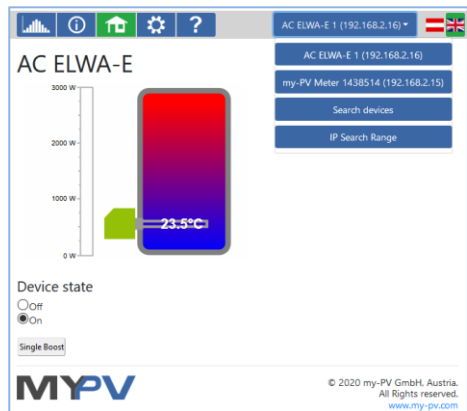 ?
AC ELWA-E 1 (192.168.2.16)
AC ELWA-E 1 (192.168.2.16)
my-PV Meter 1438514 (192.168.2.15)
Search devices
IP Search Range
AC ELWA-E
3000 W
2000 W
1000 W
0 W
23.5°C
Device state
Off
On
Single Boost
MYPV
© 2020 my-PV GmbH, Austria.
All Rights reserved.
www.my-pv.com